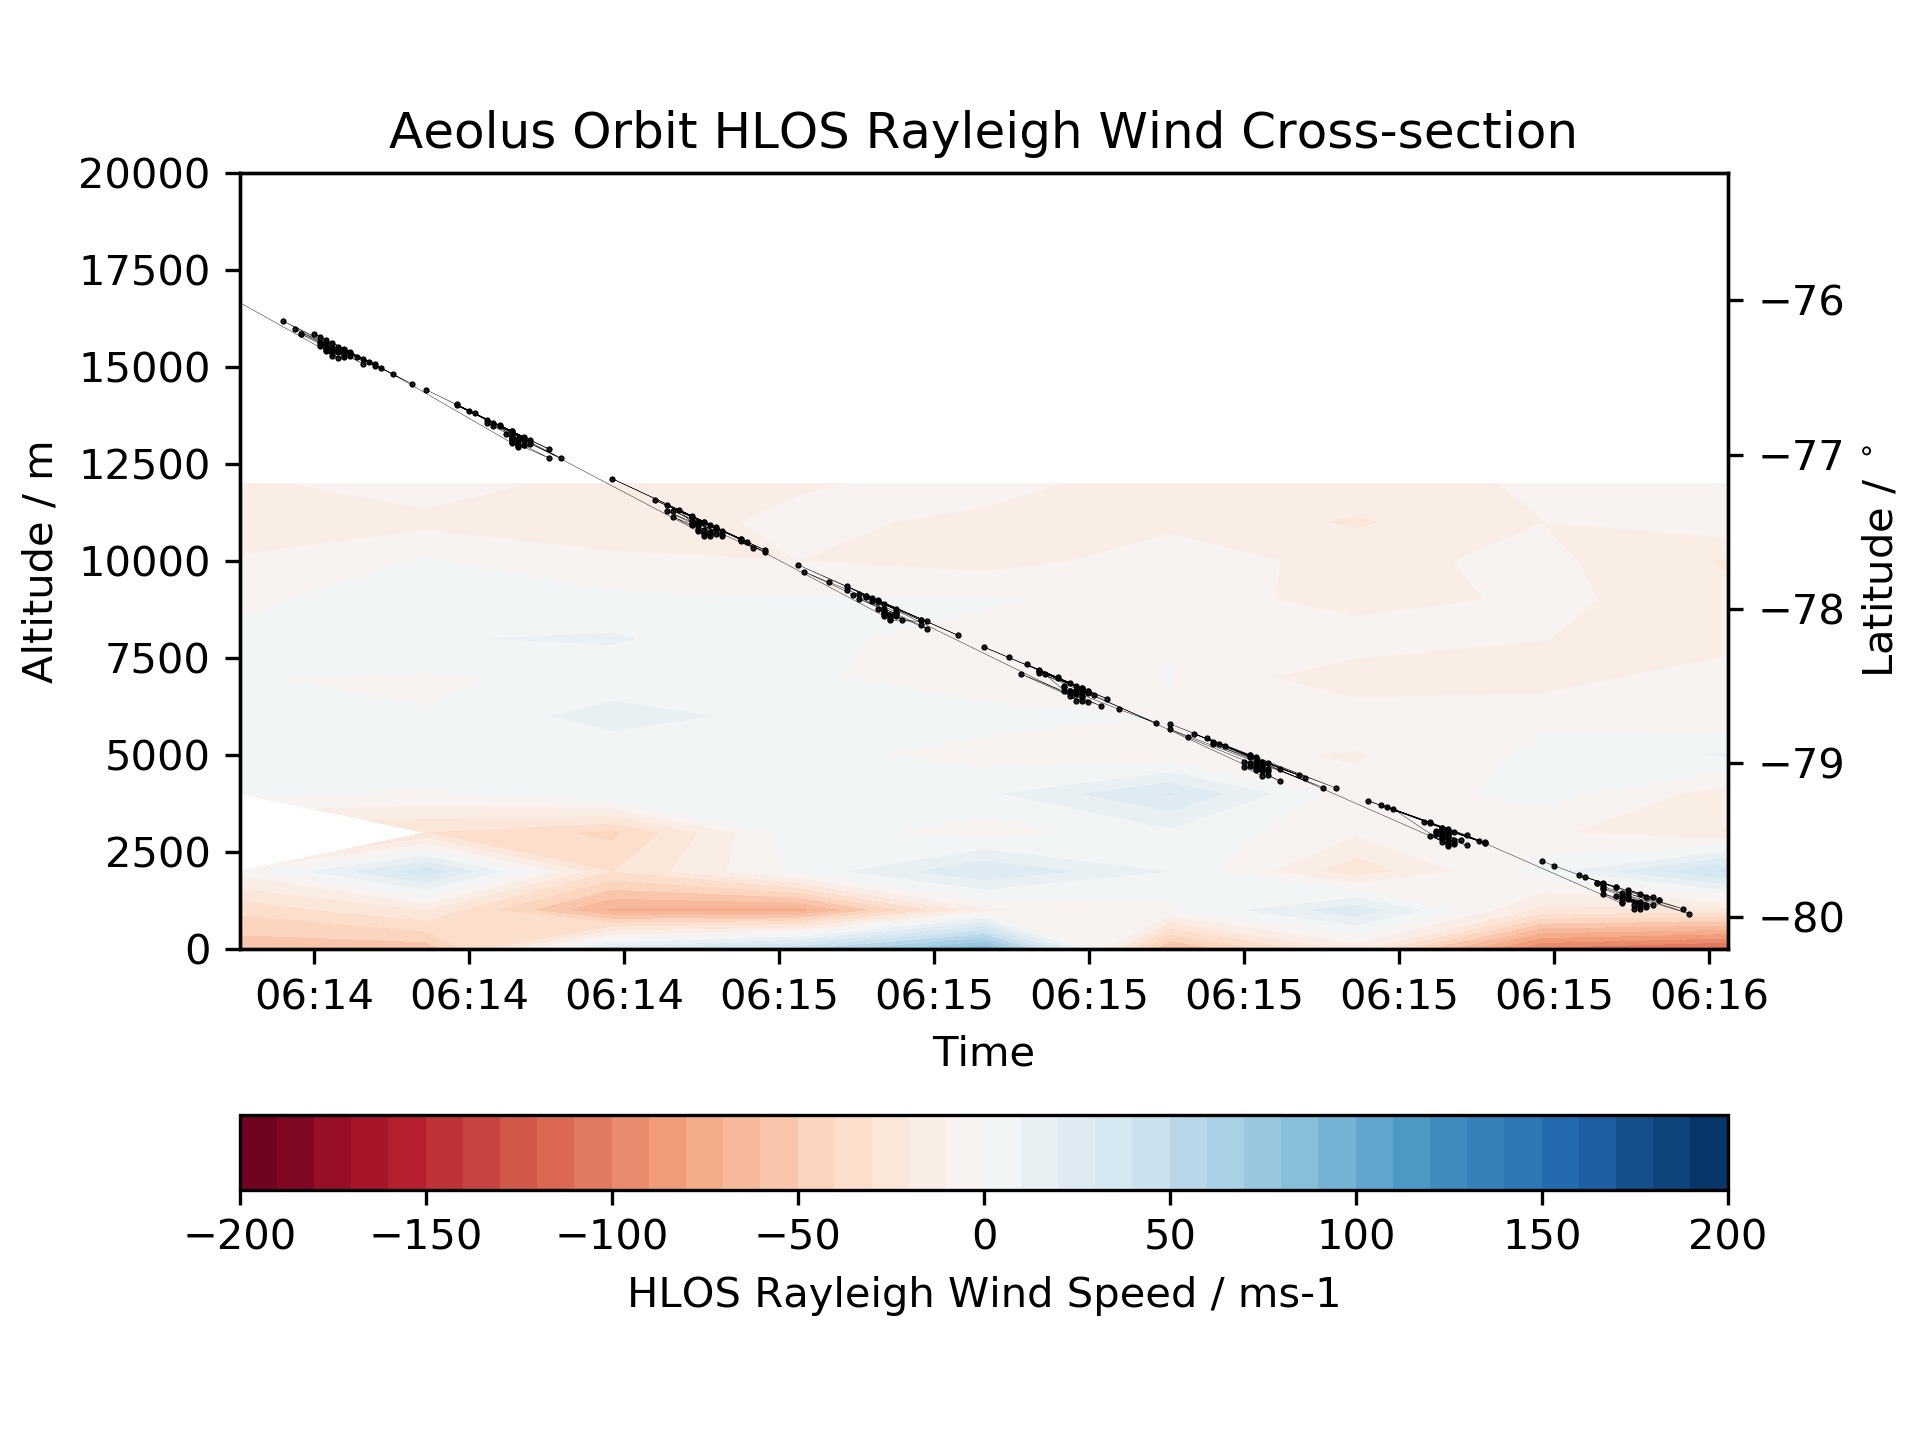 Aeolus Orbit HLOS Rayleigh Wind Cross-section
20000
17500
15000
12500
10000
7500
5000
2500
0
Altitude / m
−76
−77
−78
−79
−80
Latitude / °
06:14 06:14 06:14 06:15 06:15 06:15 06:15 06:15 06:15 06:16
Time
−200 −150 −100 −50 0 50 100 150 200
HLOS Rayleigh Wind Speed / ms-1